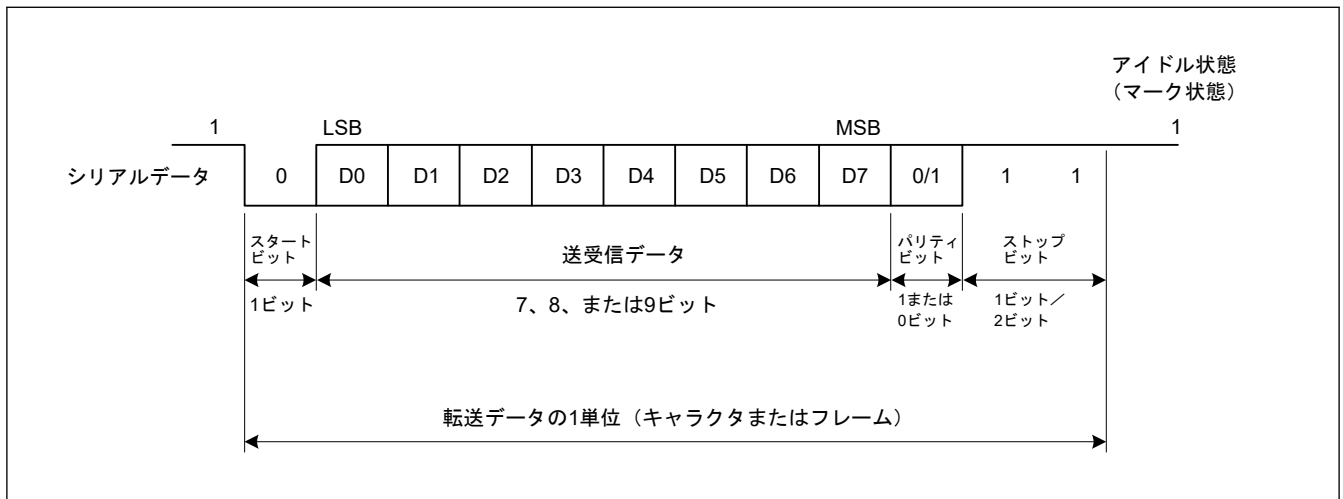 アイドル状態
（マーク状態）
1 LSB MSB 1
シリアルデータ 0 D0 D1 D2 D3 D4 D5 D6 D7 0/1 1 1
スタート
ビット
送受信データ
パリティ
ビット
ストップ
ビット
1ビット
7、8、または9ビット
1または
0ビット
1ビット／
2ビット
転送データの1単位（キャラクタまたはフレーム）